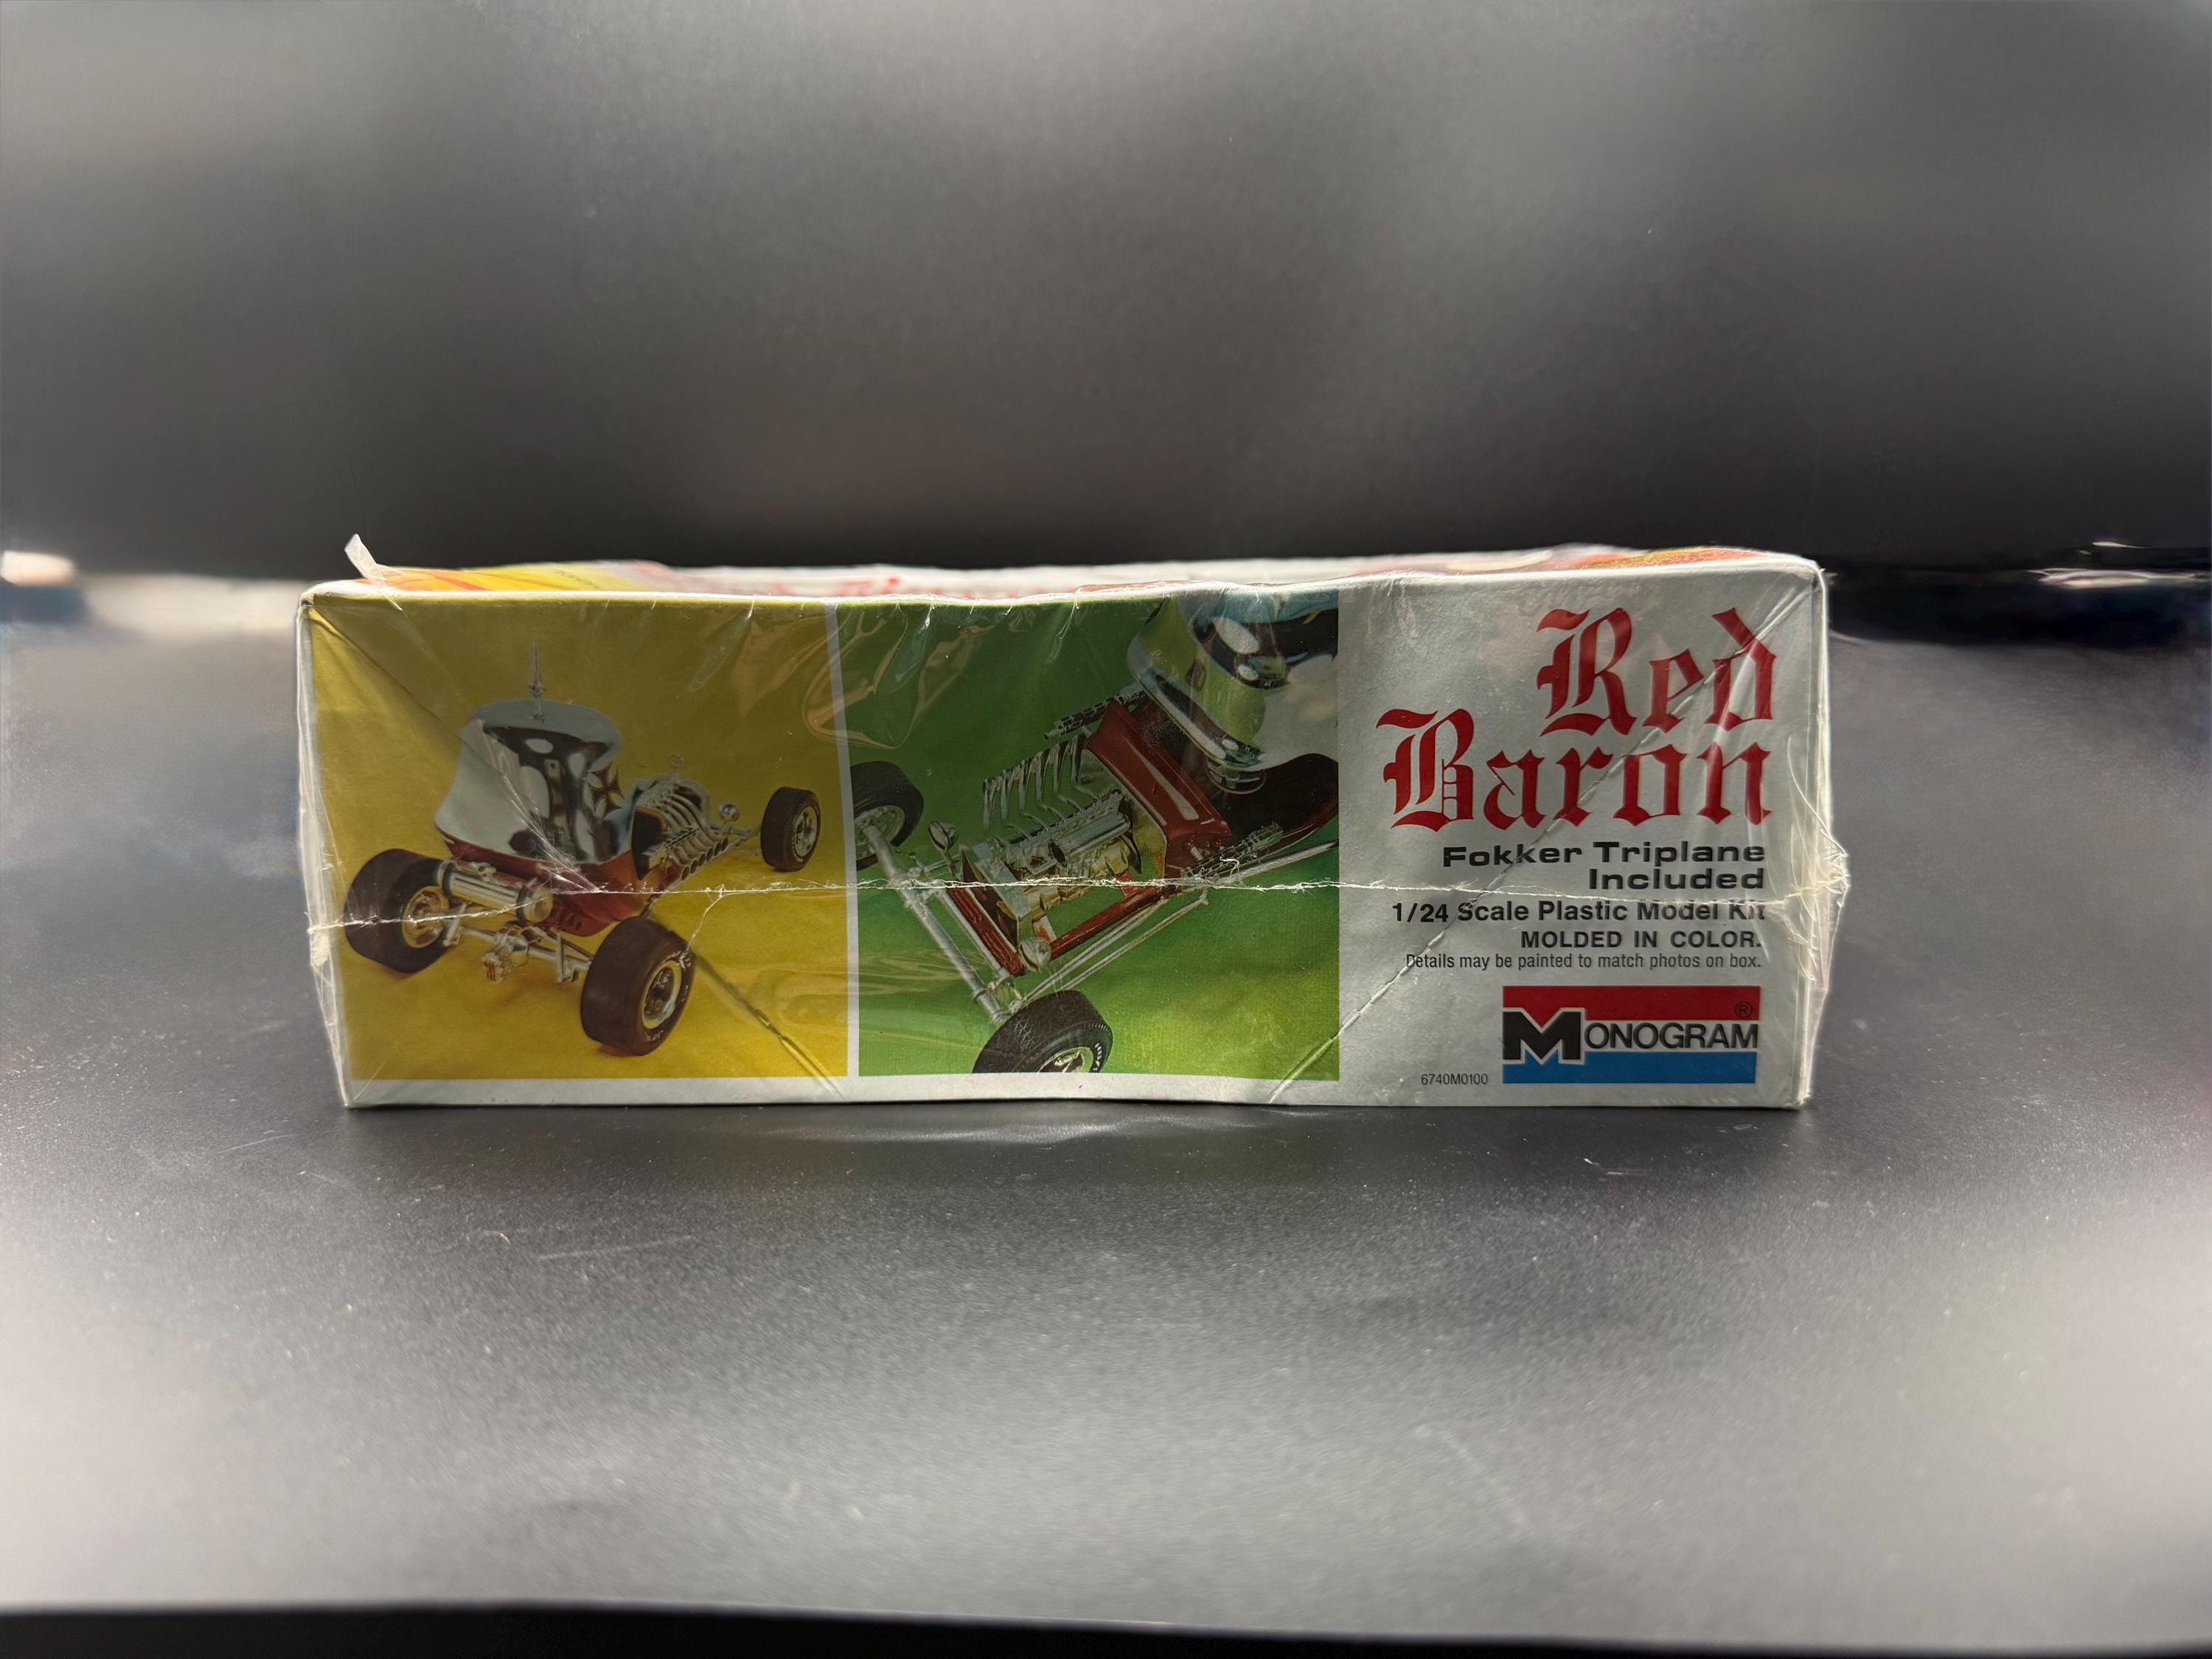 Red
Baron
Fokker Triplane
Included
1/24 Scale Plastic Model Kit
MOLDED IN COLOR.
Details may be painted to match photos on box.
MONOGRAM®
6740M0100